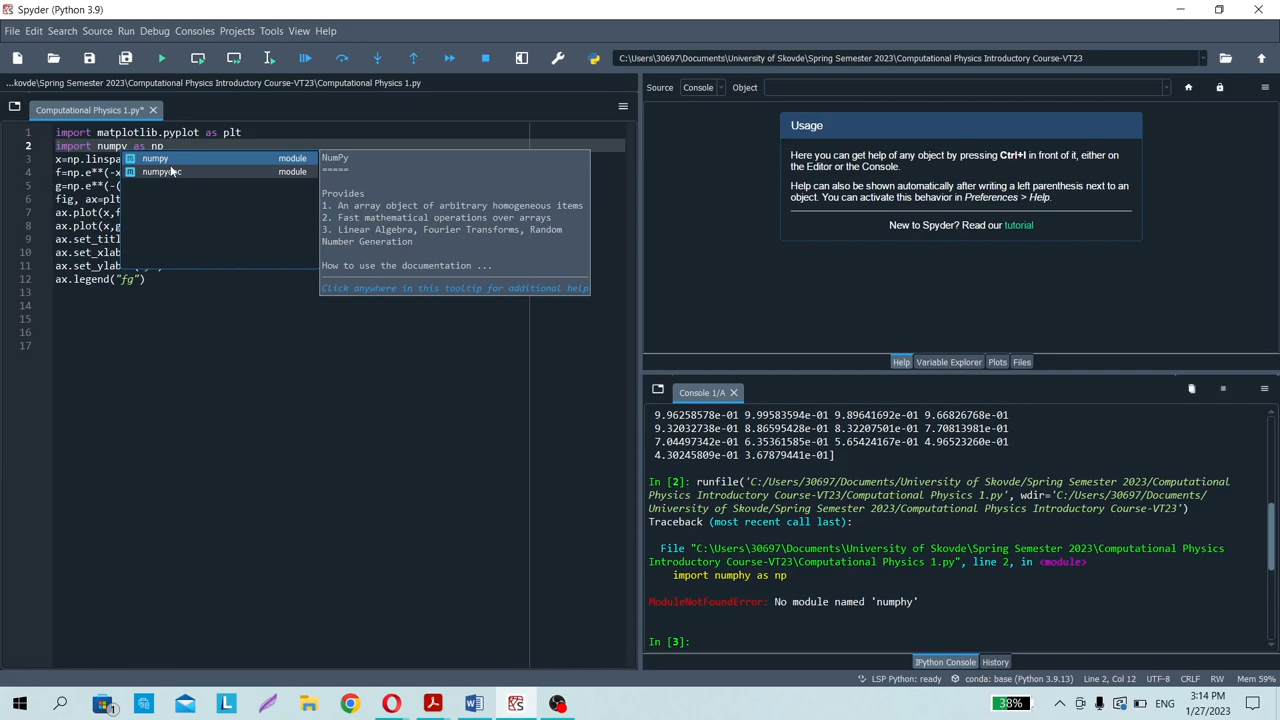 Spyder (Python 3.9)
File Edit Search Source Run Debug Consoles Projects Tools View Help
C:\Users\30697\Documents\University of Skovde\Spring Semester 2023\Computational Physics Introductory Course-VT23
...kovde\Spring Semester 2023\Computational Physics Introductory Course-VT23\Computational Physics 1.py
Computational Physics 1.py*
1 import matplotlib.pyplot as plt
2 import numpy as np
3 x=np.linspa
4 f=np.e**(-x
5 g=np.e**(-(
6 fig, ax=plt
7 ax.plot(x,f
8 ax.plot(x,g
9 ax.set_titl
10 ax.set_xlab
11 ax.set_ylab
12 ax.legend("fg")
13
14
15
16
17
numpy module
numpydoc module
NumPy
=====
Provides
1. An array object of arbitrary homogeneous items
2. Fast mathematical operations over arrays
3. Linear Algebra, Fourier Transforms, Random
Number Generation
How to use the documentation ...
Click anywhere in this tooltip for additional help
Source Console Object
Usage
Here you can get help of any object by pressing Ctrl+I in front of it, either on
the Editor or the Console.
Help can also be shown automatically after writing a left parenthesis next to an
object. You can activate this behavior in Preferences > Help.
New to Spyder? Read our tutorial
Help Variable Explorer Plots Files
Console 1/A
9.96258578e-01 9.99583594e-01 9.89641692e-01 9.66826768e-01
9.32032738e-01 8.86595428e-01 8.32207501e-01 7.70813981e-01
7.04497342e-01 6.35361585e-01 5.65424167e-01 4.96523260e-01
4.30245809e-01 3.67879441e-01]
In [2]: runfile('C:/Users/30697/Documents/University of Skovde/Spring Semester 2023/Computational
Physics Introductory Course-VT23/Computational Physics 1.py', wdir='C:/Users/30697/Documents/
University of Skovde/Spring Semester 2023/Computational Physics Introductory Course-VT23')
Traceback (most recent call last):
File "C:\Users\30697\Documents\University of Skovde\Spring Semester 2023\Computational Physics
Introductory Course-VT23\Computational Physics 1.py", line 2, in <module>
import numphy as np
ModuleNotFoundError: No module named 'numphy'
In [3]:
IPython Console History
LSP Python: ready conda: base (Python 3.9.13) Line 2, Col 12 UTF-8 CRLF RW Mem 59%
38% ENG 3:14 PM
1/27/2023